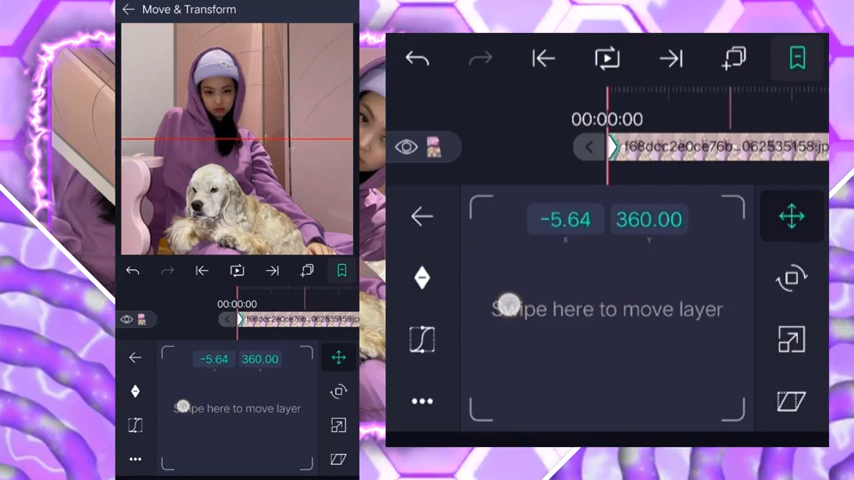 Move & Transform
00:00:00
f68dcc2e0ce76b...062535158:jp
-5.64
360.00
X
Y
Swipe here to move layer
00:00:00
f68dcc2e0ce76b...062535158:jpg
-5.64
360.00
Swipe here to move layer